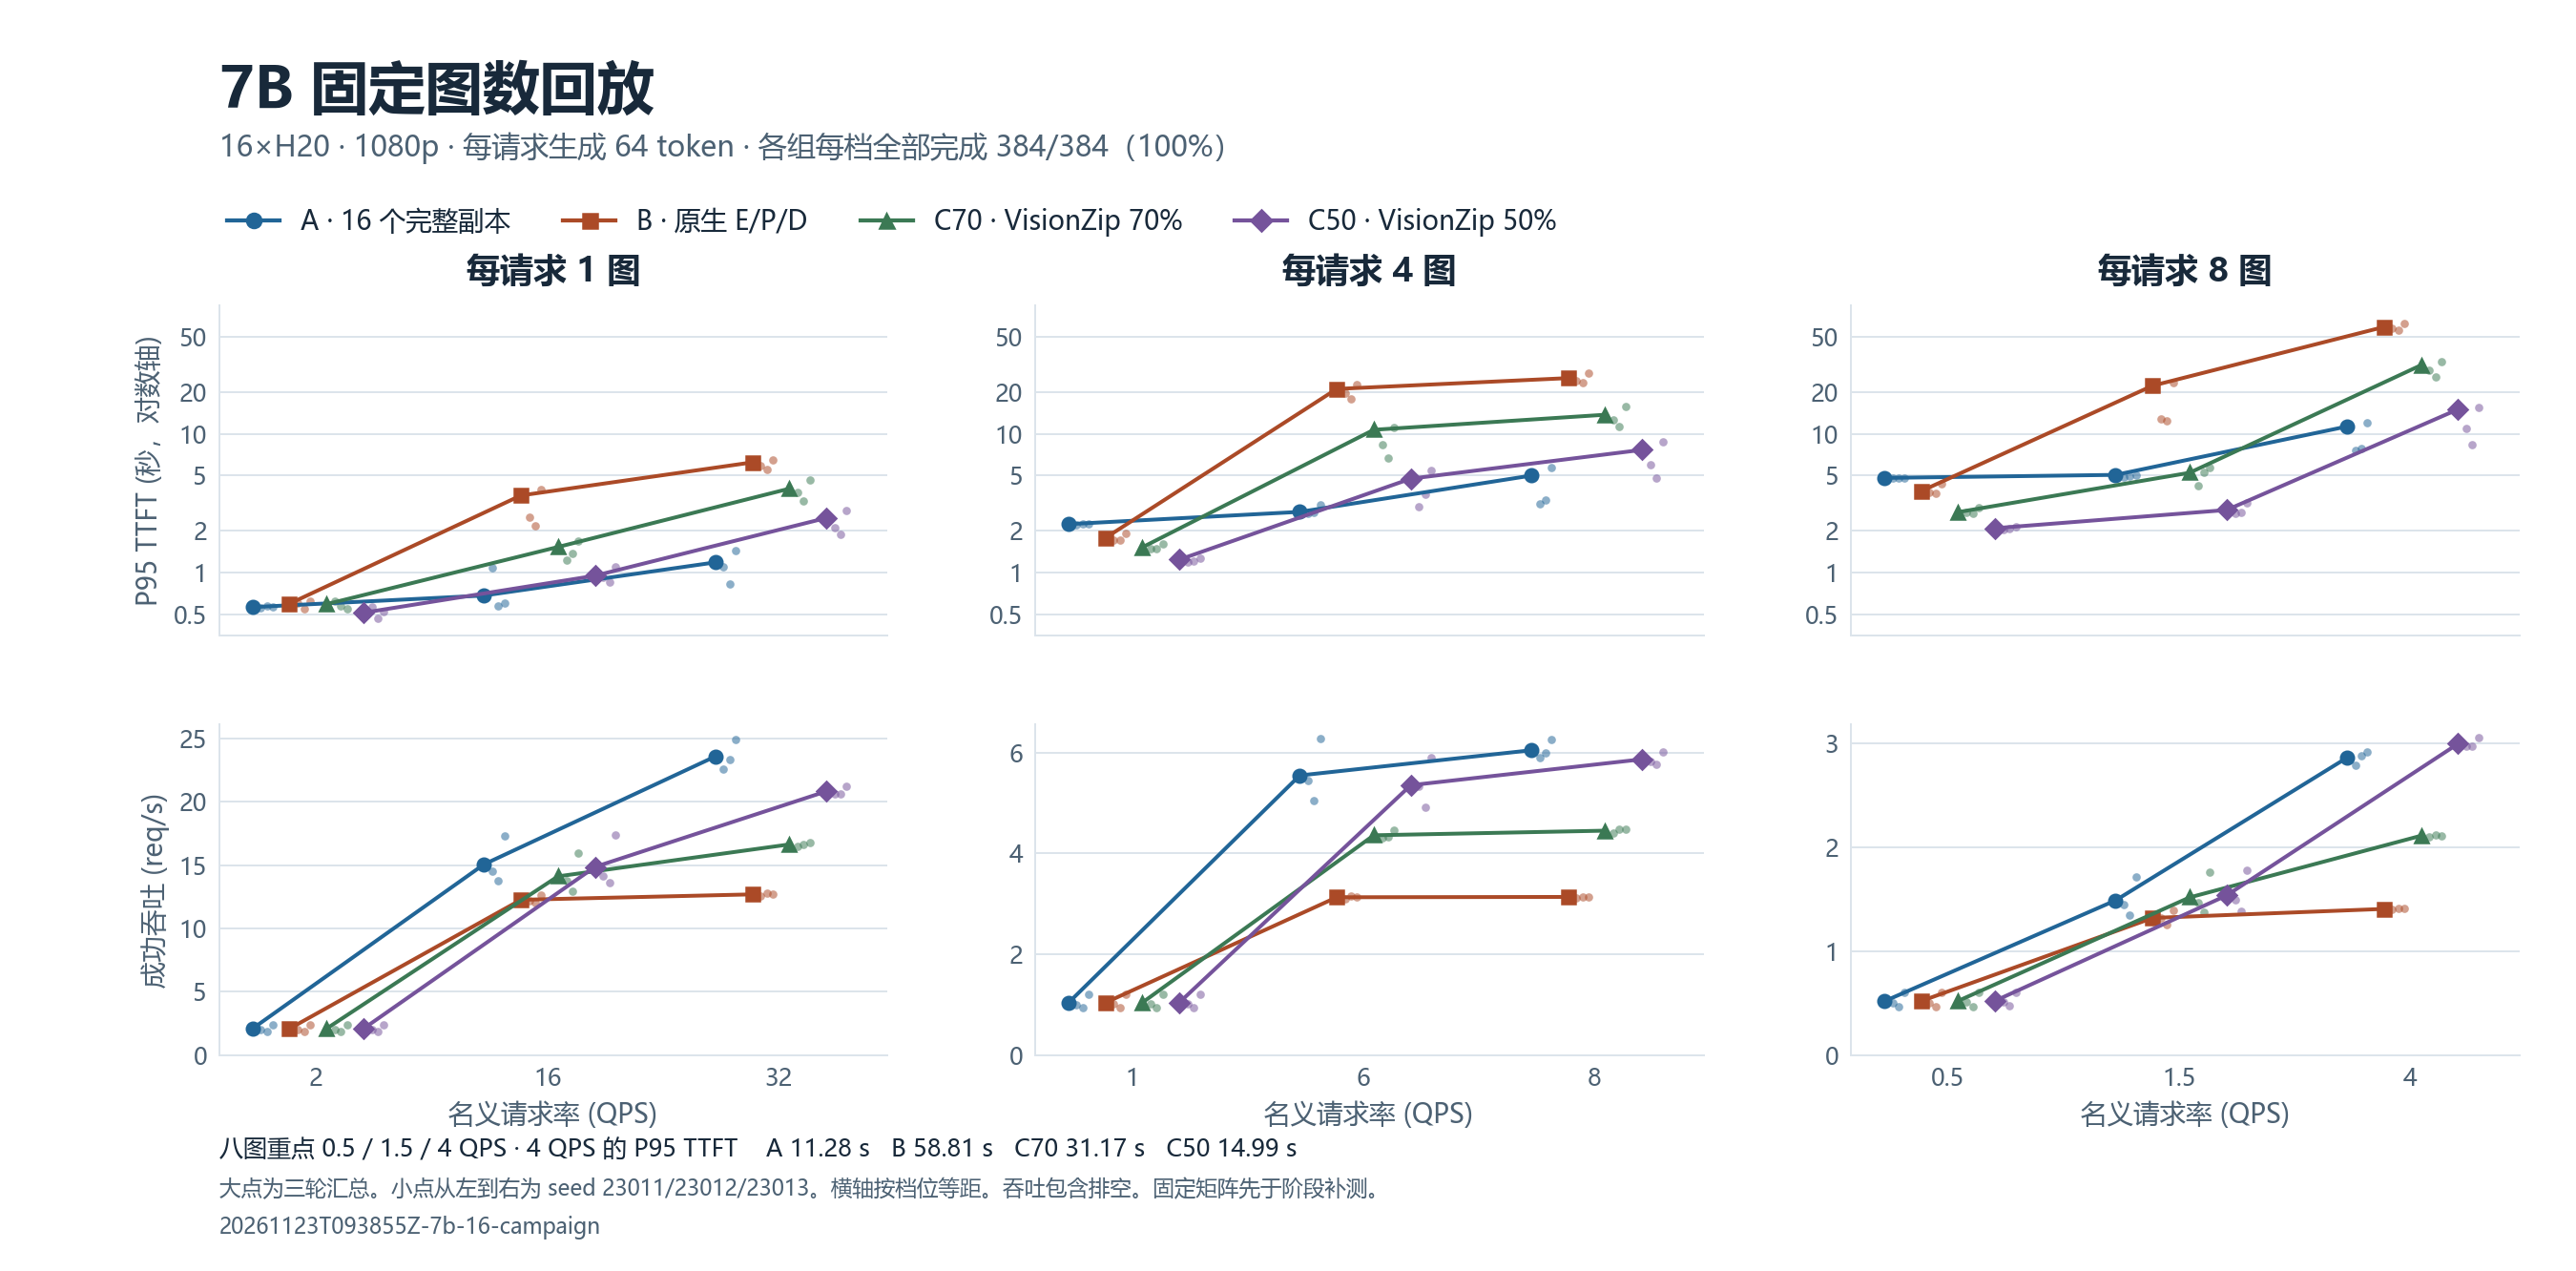 7B 固定图数回放
16×H20 · 1080p · 每请求生成 64 token · 各组每档全部完成 384/384（100%）
A · 16 个完整副本 B · 原生 E/P/D C70 · VisionZip 70% C50 · VisionZip 50%
每请求 1 图 每请求 4 图 每请求 8 图
P95 TTFT (秒，对数轴)
50
20
10
5
2
1
0.5
50
20
10
5
2
1
0.5
50
20
10
5
2
1
0.5
成功吞吐 (req/s)
25
20
15
10
5
0
6
4
2
0
3
2
1
0
2 16 32
1 6 8
0.5 1.5 4
名义请求率 (QPS) 名义请求率 (QPS) 名义请求率 (QPS)
八图重点 0.5 / 1.5 / 4 QPS · 4 QPS 的 P95 TTFT A 11.28 s B 58.81 s C70 31.17 s C50 14.99 s
大点为三轮汇总。小点从左到右为 seed 23011/23012/23013。横轴按档位等距。吞吐包含排空。固定矩阵先于阶段补测。
20261123T093855Z-7b-16-campaign